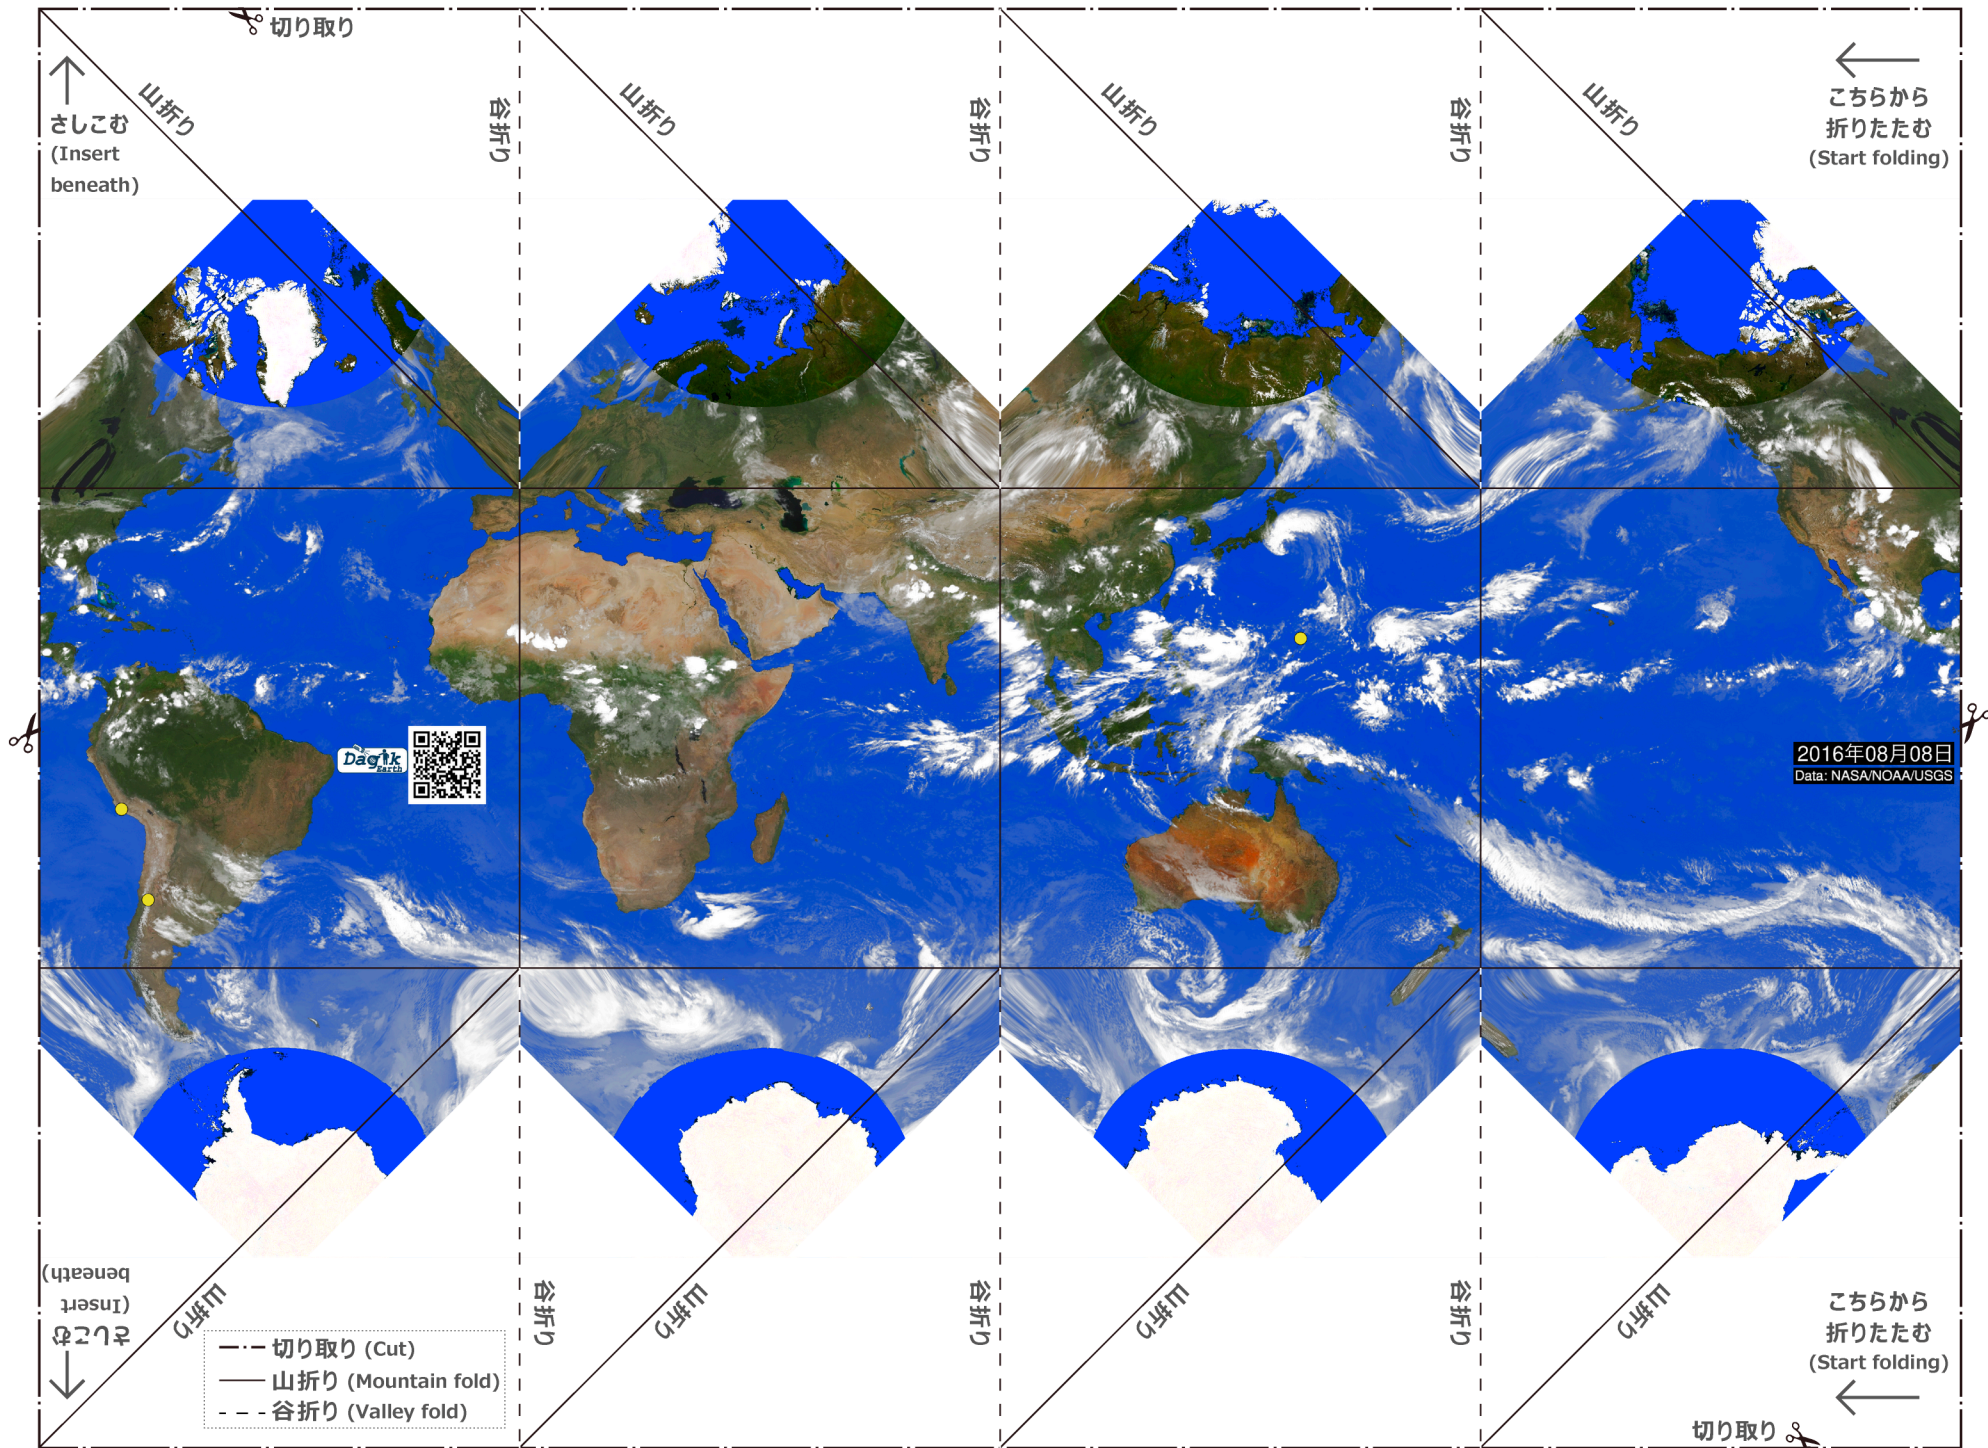 切り取り
さしこむ
(Insert
beneath)
山折り
谷折り
山折り
谷折り
山折り
谷折り
山折り
こちらから
折りたたむ
(Start folding)
Dagik
Earth
2016年08月08日
Data: NASA/NOAA/USGS
さしこむ
(Insert
beneath)
山折り
谷折り
山折り
谷折り
山折り
谷折り
山折り
こちらから
折りたたむ
(Start folding)
切り取り (Cut)
山折り (Mountain fold)
谷折り (Valley fold)
切り取り